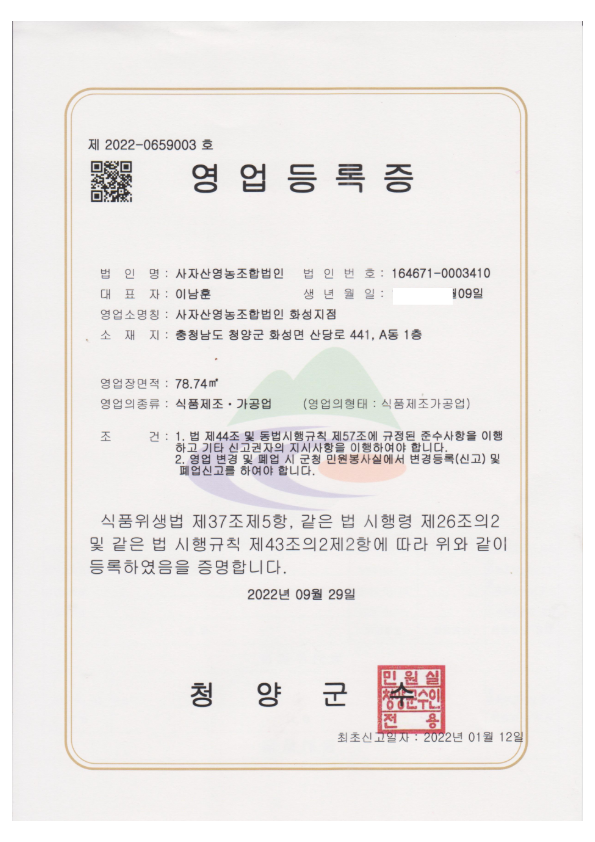 제 2022-0659003 호
영업등록증
법 인 명 : 사자산영농조합법인 법 인 번 호 : 164671-0003410
대 표 자 : 이남훈 생 년 월 일 : 월09일
영업소명칭 : 사자산영농조합법인 화성지점
소 재 지 : 충청남도 청양군 화성면 산당로 441, A동 1층
영업장면적 : 78.74㎡
영업의종류 : 식품제조·가공업 (영업의형태 : 식품제조가공업)
조 건 : 1. 법 제44조 및 동법시행규칙 제57조에 규정된 준수사항을 이행
하고 기타 신고권자의 지시사항을 이행하여야 합니다.
2. 영업 변경 및 폐업 시 군청 민원봉사실에서 변경등록(신고) 및
폐업신고를 하여야 합니다.
식품위생법 제37조제5항, 같은 법 시행령 제26조의2
및 같은 법 시행규칙 제43조의2제2항에 따라 위와 같이
등록하였음을 증명합니다.
2022년 09월 29일
청 양 군 수
민원실
청양군수인
전용
최초신고일자 : 2022년 01월 12일